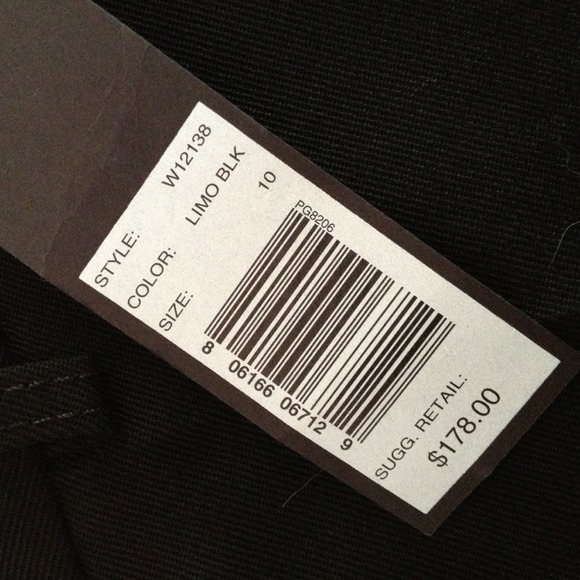 STYLE: W12138
COLOR: LIMO BLK
SIZE: 10
PG8206
8 06166 06712 9
SUGG. RETAIL:
$178.00